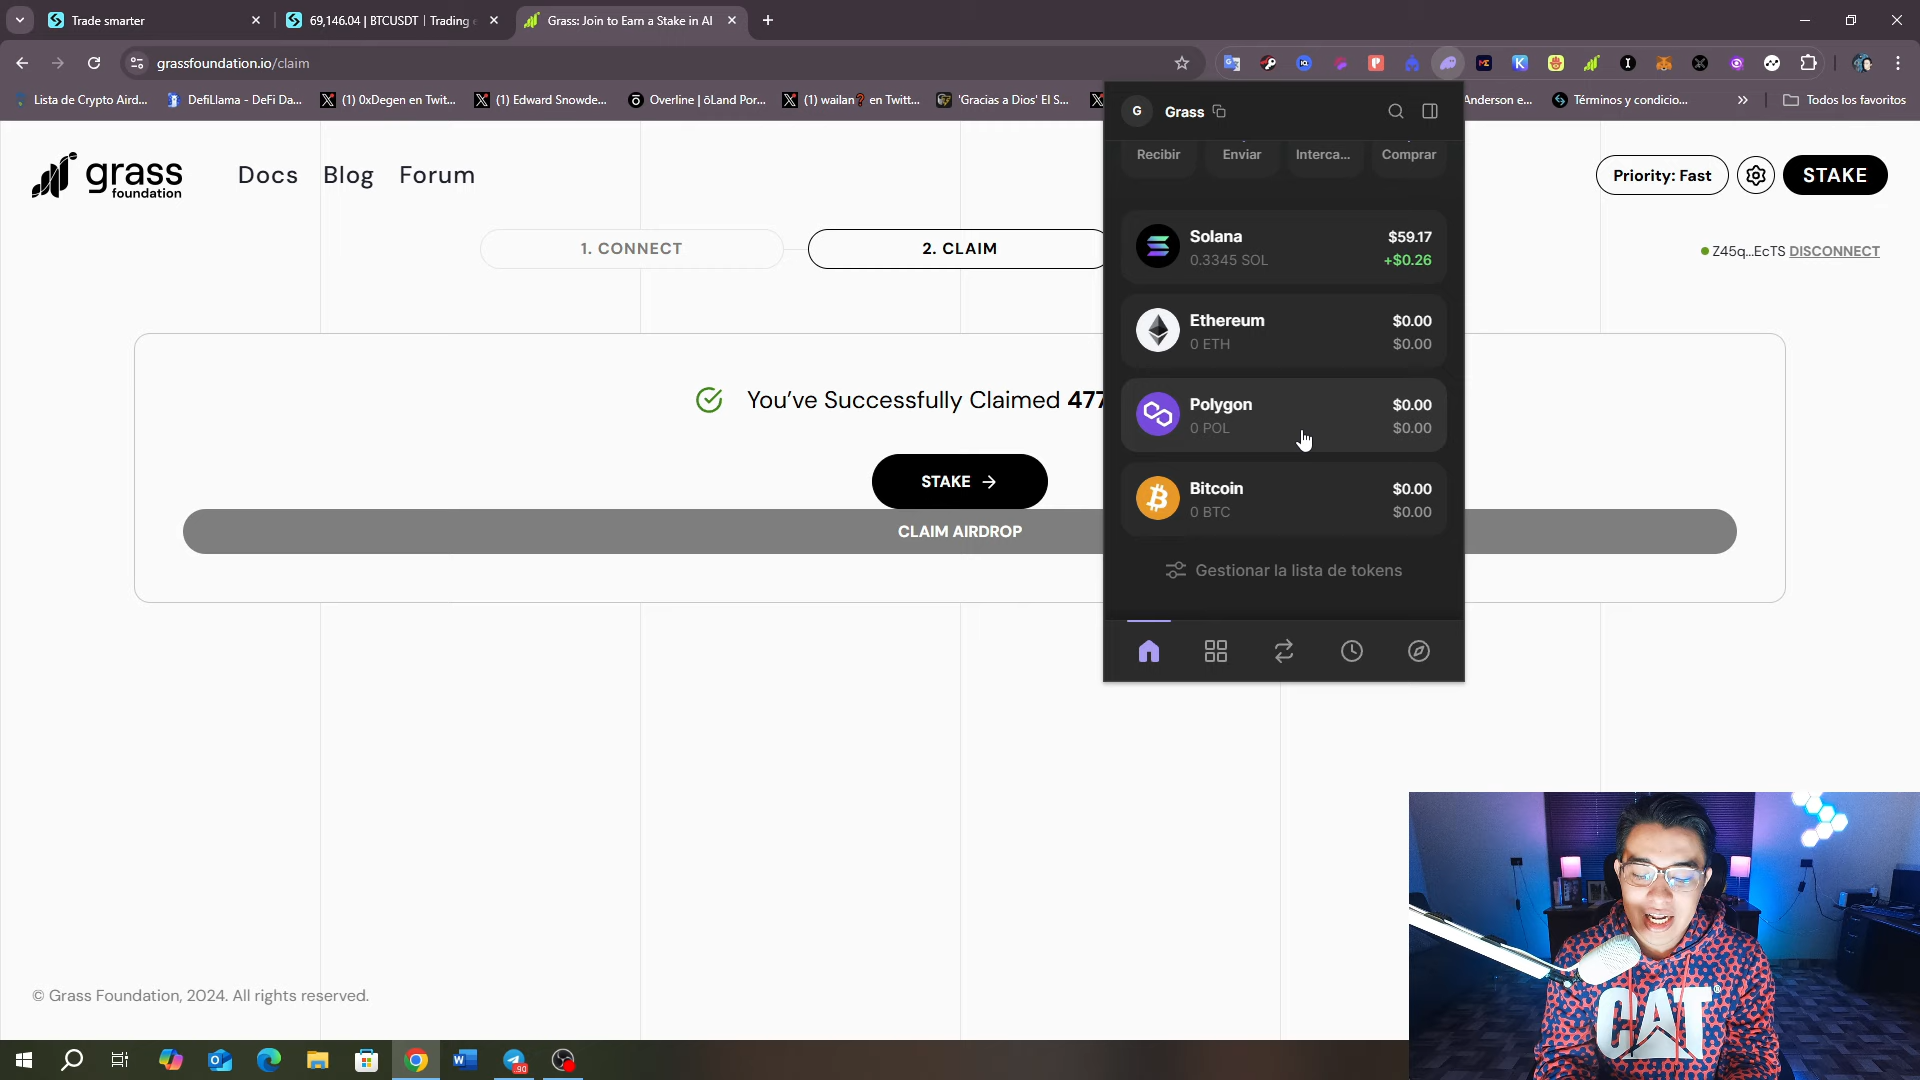 Trade smarter
69,146.04 | BTCUSDT | Trading e
Grass: Join to Earn a Stake in AI
grassfoundation.io/claim
Lista de Crypto Aird...
DefiLlama - DeFi Da...
(1) 0xDegen en Twit...
(1) Edward Snowde...
Overline | ōLand Por...
(1) wailan❓ en Twitt...
'Gracias a Dios' El S...
Anderson e...
Términos y condicio...
Todos los favoritos
grass
foundation
Docs
Blog
Forum
Priority: Fast
STAKE
1. CONNECT
2. CLAIM
Z45q...EcTS DISCONNECT
You've Successfully Claimed 477
STAKE →
CLAIM AIRDROP
G
Grass
Recibir
Enviar
Interca...
Comprar
Solana
$59.17
0.3345 SOL
+$0.26
Ethereum
$0.00
0 ETH
$0.00
Polygon
$0.00
0 POL
$0.00
Bitcoin
$0.00
0 BTC
$0.00
Gestionar la lista de tokens
© Grass Foundation, 2024. All rights reserved.
90
CAT